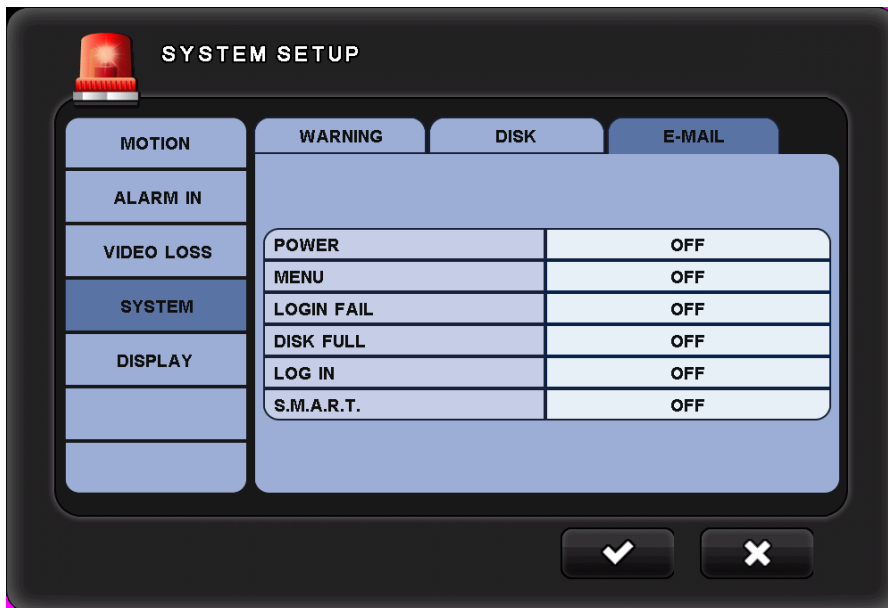 SYSTEM SETUP
MOTION
ALARM IN
VIDEO LOSS
SYSTEM
DISPLAY
WARNING DISK E-MAIL
POWER OFF
MENU OFF
LOGIN FAIL OFF
DISK FULL OFF
LOG IN OFF
S.M.A.R.T. OFF